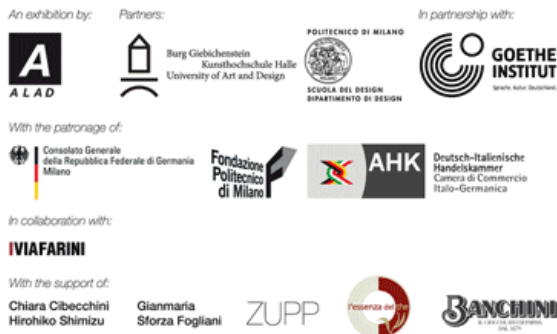 An exhibition by:
Partners:
In partnership with:
A
ALAD
Burg Giebichenstein
Kunsthochschule Halle
University of Art and Design
POLITECNICO DI MILANO
SCUOLA DEL DESIGN
DIPARTIMENTO DI DESIGN
GOETHE
INSTITUT
Sprache. Kultur. Deutschland.
With the patronage of:
Consolato Generale
della Repubblica Federale di Germania
Milano
Fondazione
Politecnico
di Milano
AHK
Deutsch-Italienische
Handelskammer
Camera di Commercio
Italo-Germanica
In collaboration with:
VIAFARINI
With the support of:
Chiara Cibecchini
Hirohiko Shimizu
Gianmaria
Sforza Fogliani
ZUPP
l'essenza del the
BANCHINI